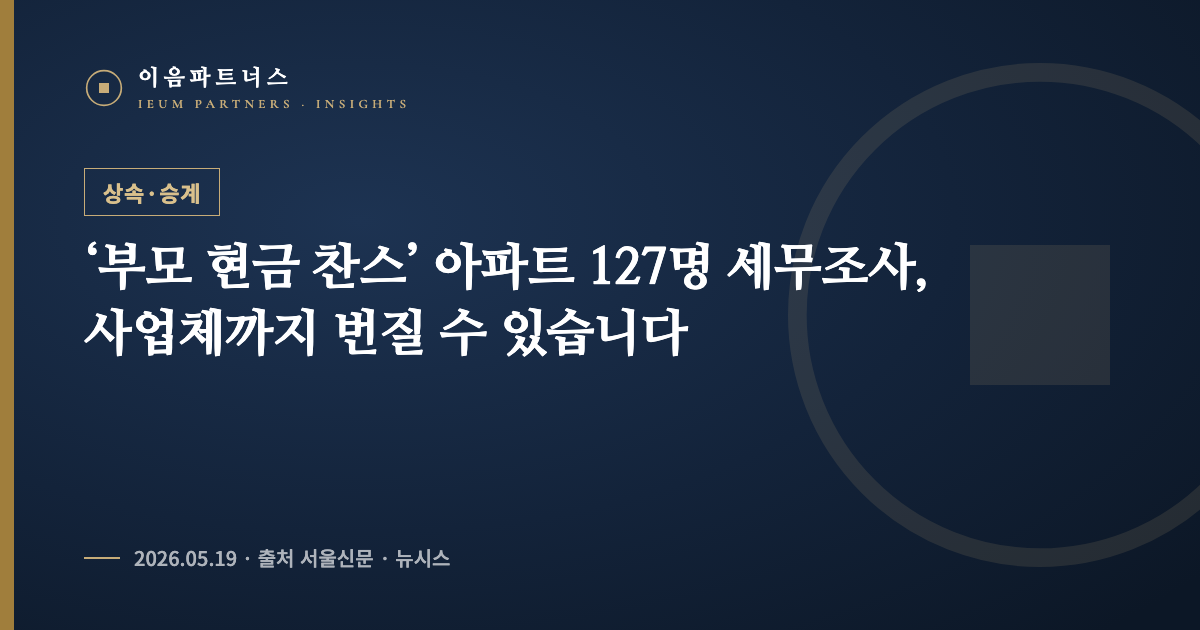 이음파트너스
IEUM PARTNERS · INSIGHTS
상속·승계
‘부모 현금 찬스’ 아파트 127명 세무조사,
사업체까지 번질 수 있습니다
2026.05.19 · 출처 서울신문 · 뉴시스